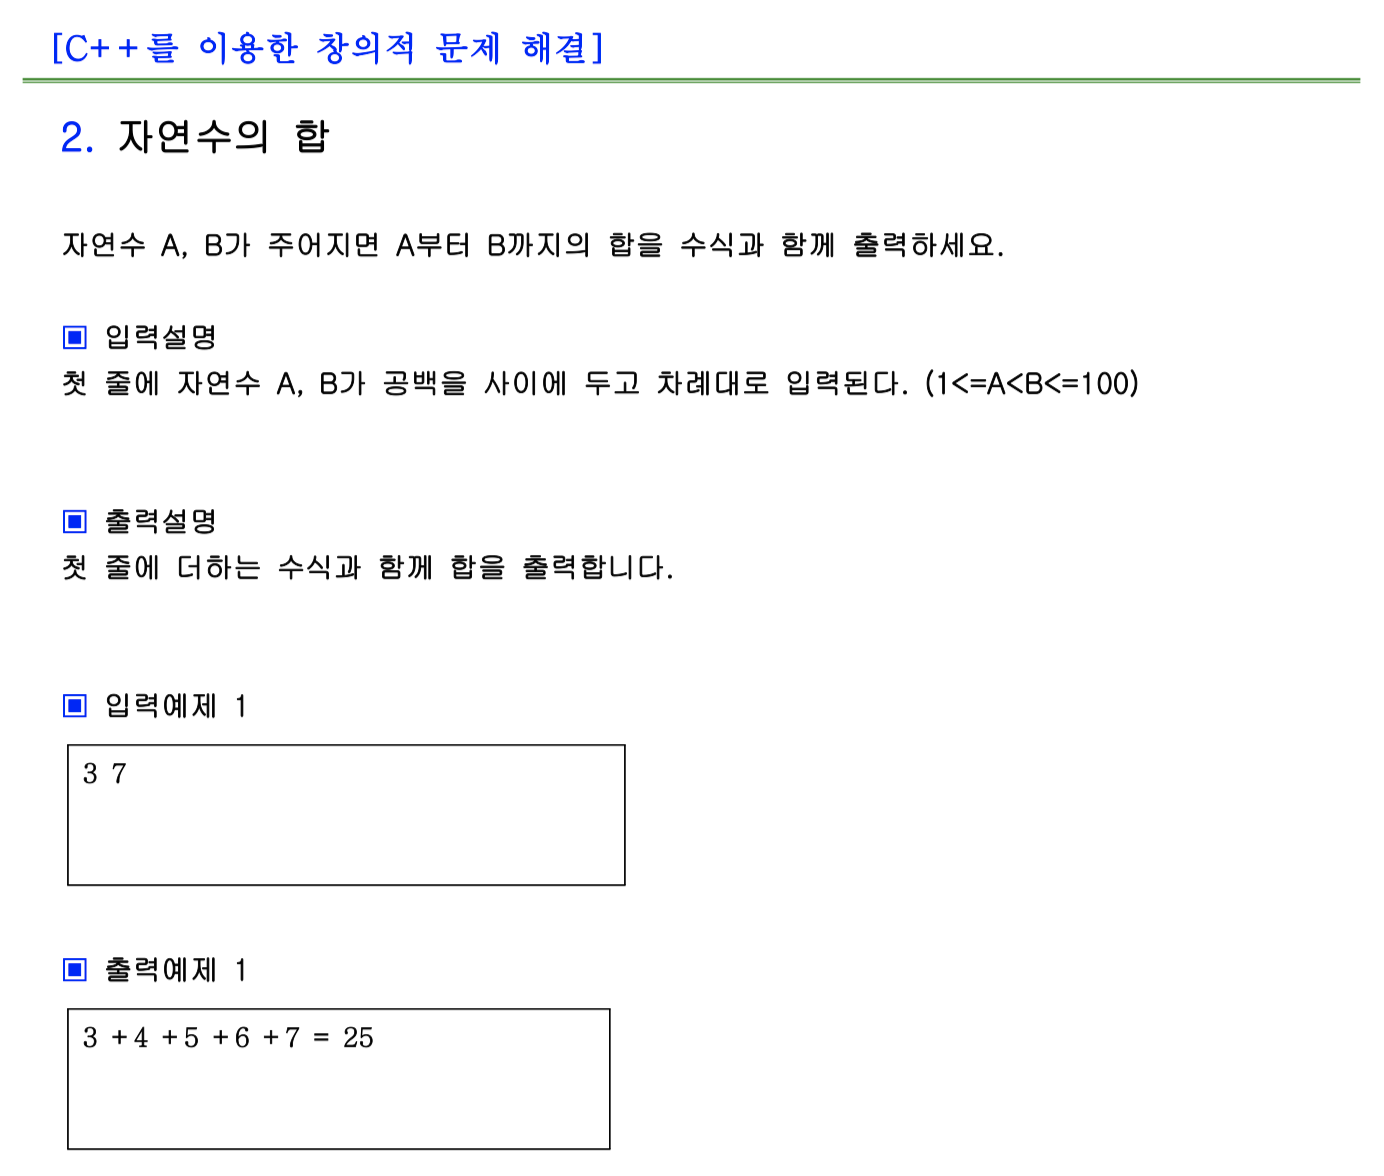 [C++를 이용한 창의적 문제 해결]
2. 자연수의 합
자연수 A, B가 주어지면 A부터 B까지의 합을 수식과 함께 출력하세요.
▣ 입력설명
첫 줄에 자연수 A, B가 공백을 사이에 두고 차례대로 입력된다. (1<=A<B<=100)
▣ 출력설명
첫 줄에 더하는 수식과 함께 합을 출력합니다.
▣ 입력예제 1
3 7
▣ 출력예제 1
3 +4 +5 +6 +7 = 25